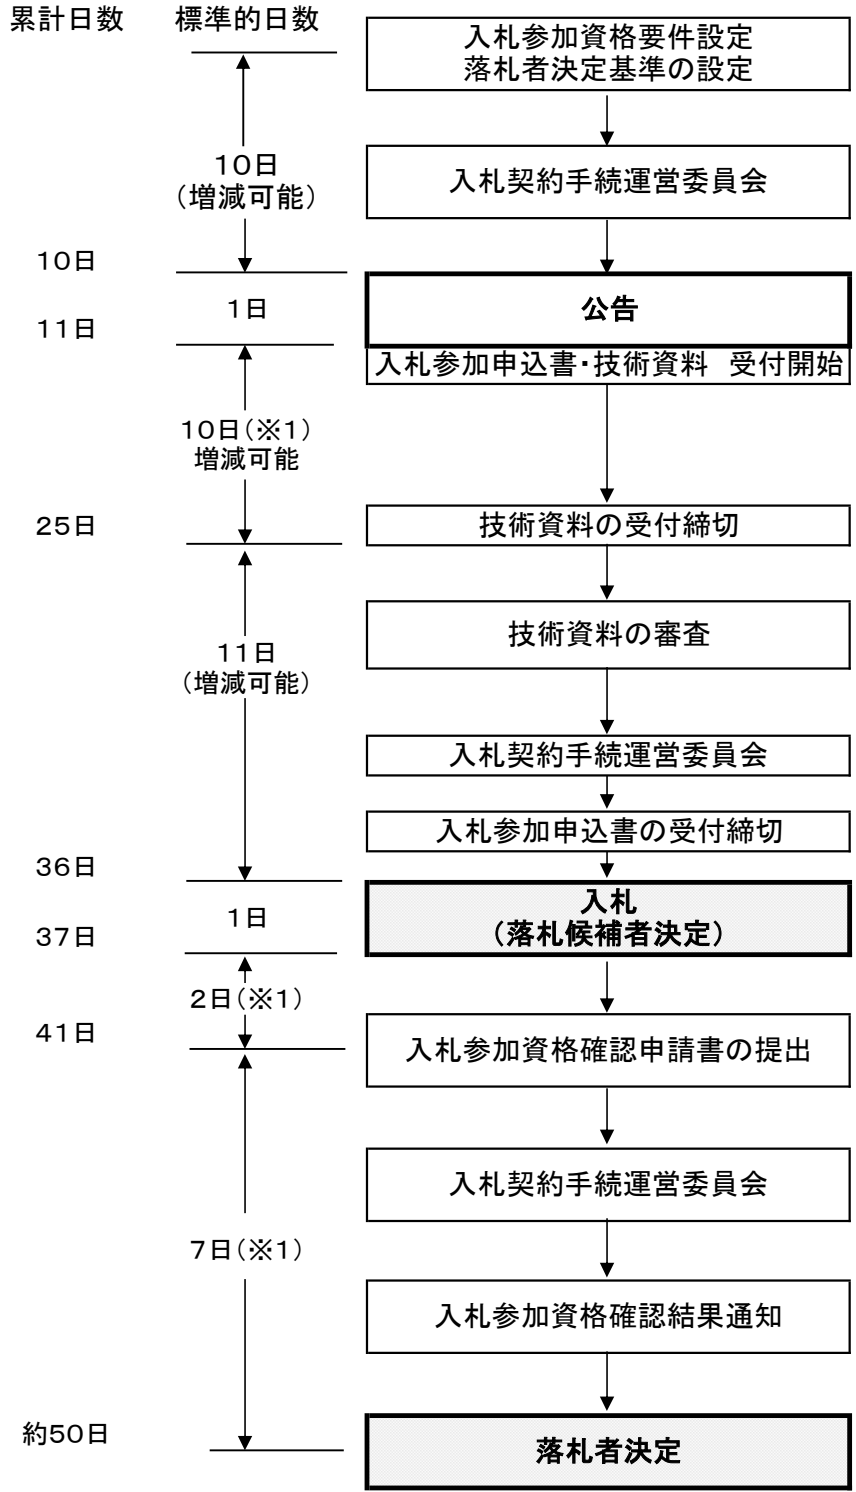 累計日数　標準的日数
入札参加資格要件設定
落札者決定基準の設定
10日
（増減可能）
入札契約手続運営委員会
10日
1日
公告
11日
入札参加申込書・技術資料　受付開始
10日（※1）
増減可能
25日
技術資料の受付締切
技術資料の審査
11日
（増減可能）
入札契約手続運営委員会
入札参加申込書の受付締切
36日
入札
（落札候補者決定）
1日
37日
2日（※1）
41日
入札参加資格確認申請書の提出
入札契約手続運営委員会
7日（※1）
入札参加資格確認結果通知
約50日
落札者決定